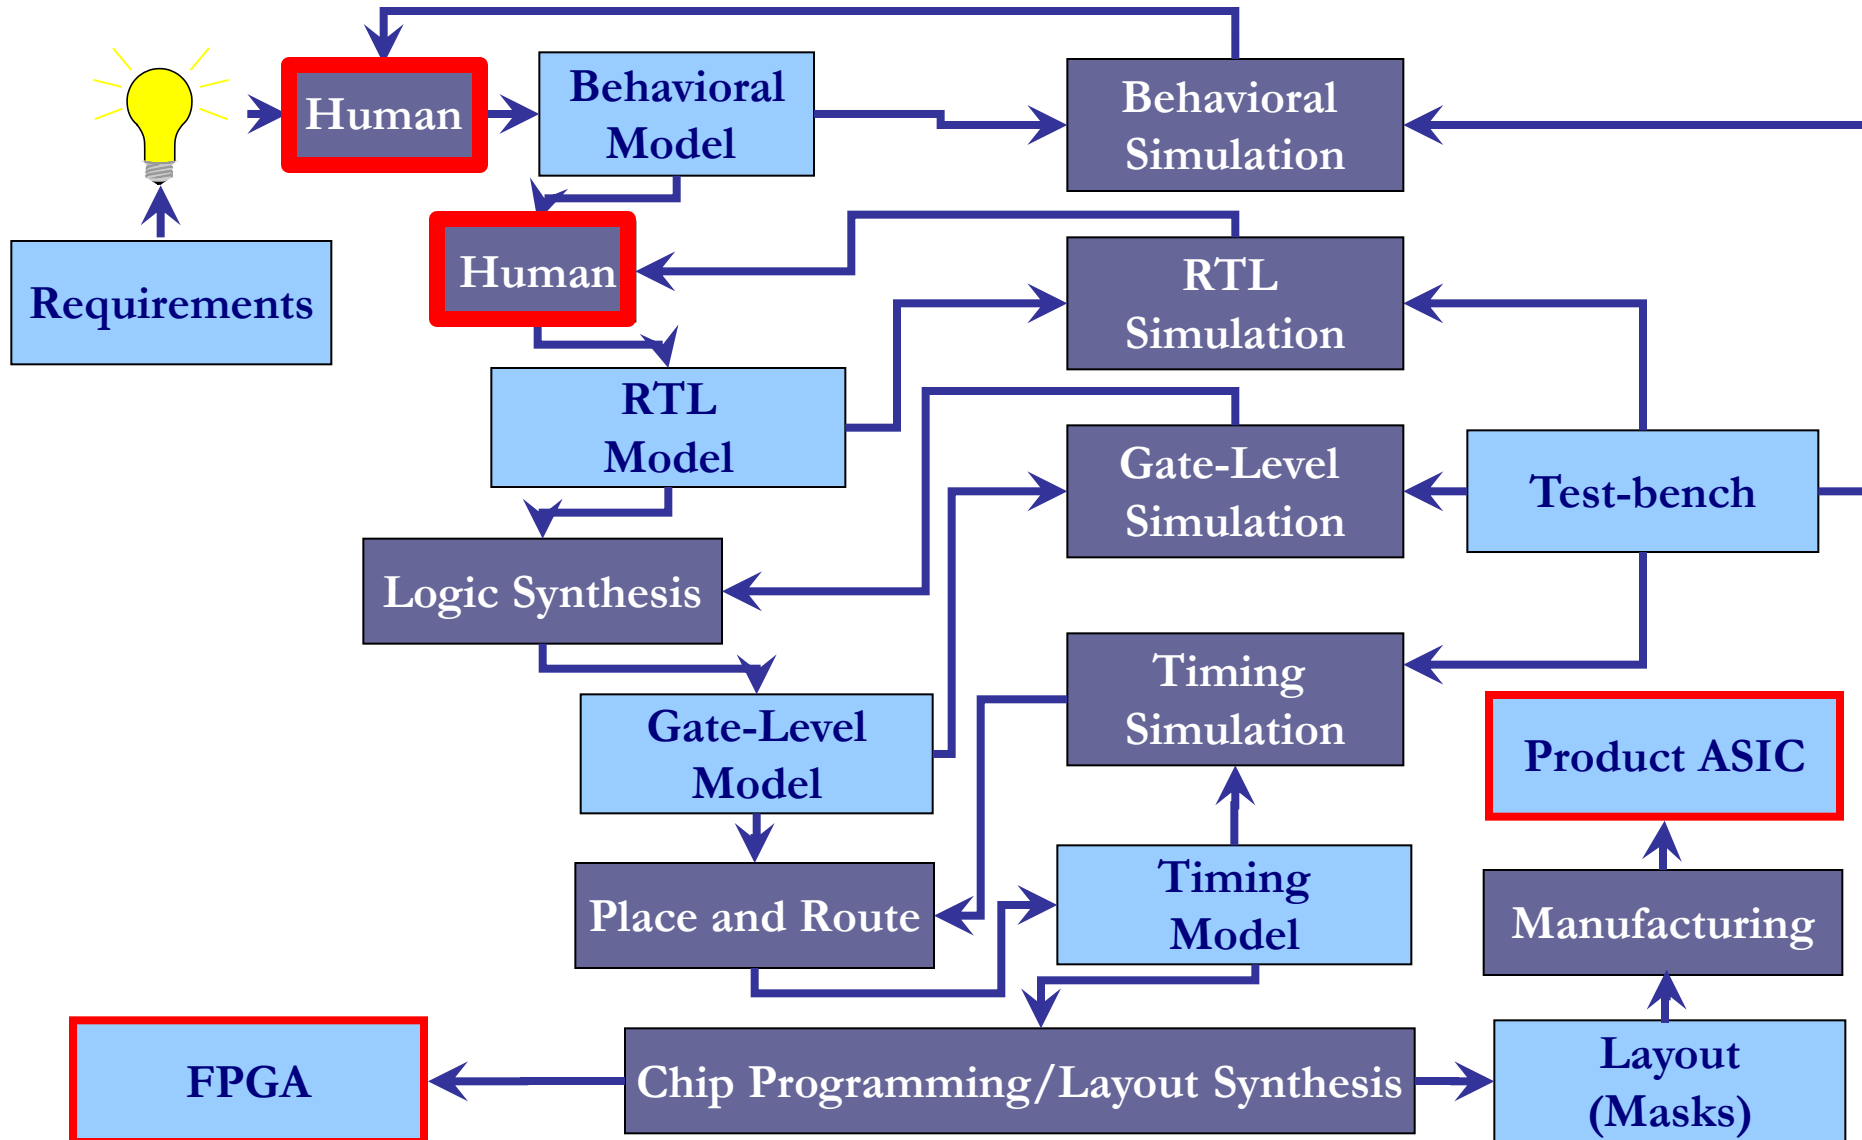 Human
Behavioral
Model
Behavioral
Simulation
Requirements
Human
RTL
Simulation
RTL
Model
Gate-Level
Simulation
Test-bench
Logic Synthesis
Timing
Simulation
Gate-Level
Model
Product ASIC
Timing
Model
Place and Route
Manufacturing
FPGA
Chip Programming/Layout Synthesis
Layout
(Masks)